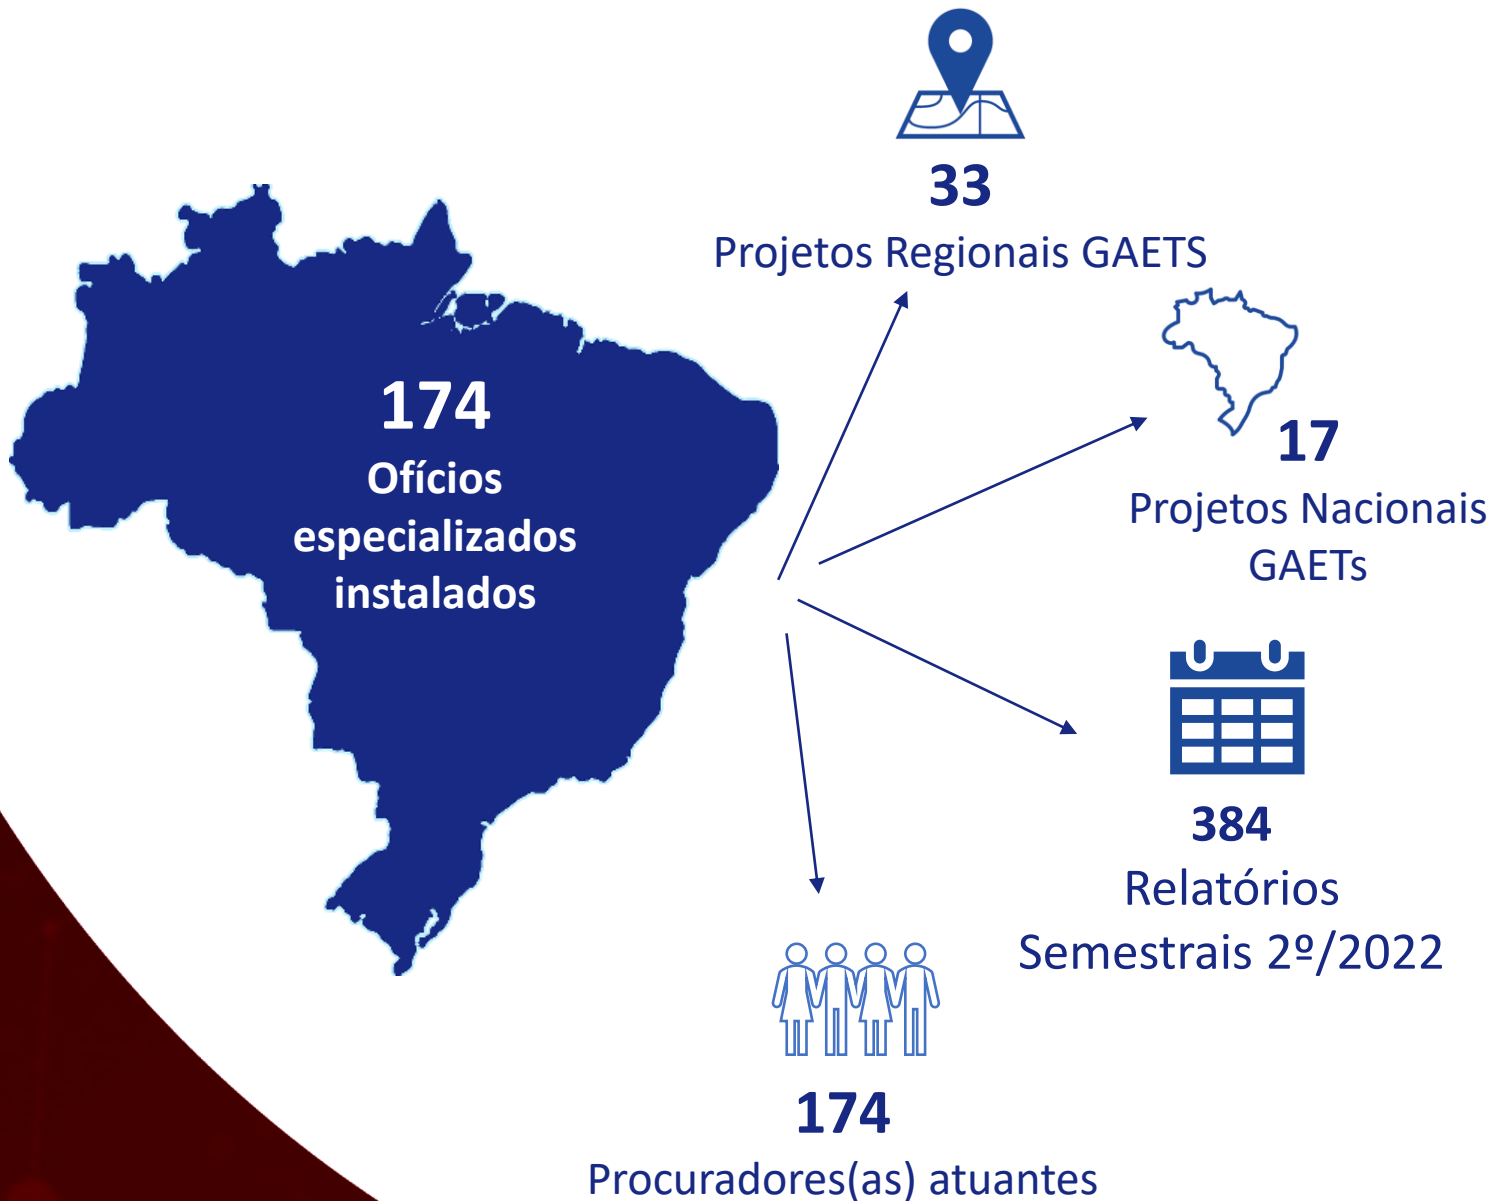 174
Ofícios
especializados
instalados
33
Projetos Regionais GAETS
17
Projetos Nacionais
GAETs
384
Relatórios
Semestrais 2º/2022
174
Procuradores(as) atuantes